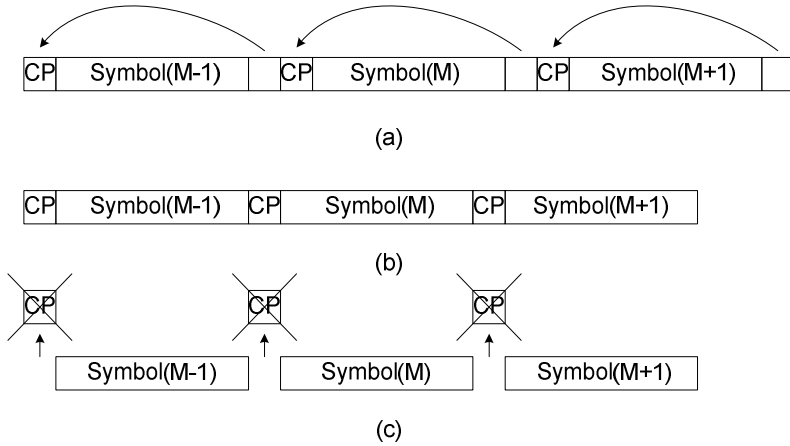 CP Symbol(M-1) CP Symbol(M) CP Symbol(M+1)
(a)
CP Symbol(M-1) CP Symbol(M) CP Symbol(M+1)
(b)
CP CP CP
Symbol(M-1) Symbol(M) Symbol(M+1)
(c)